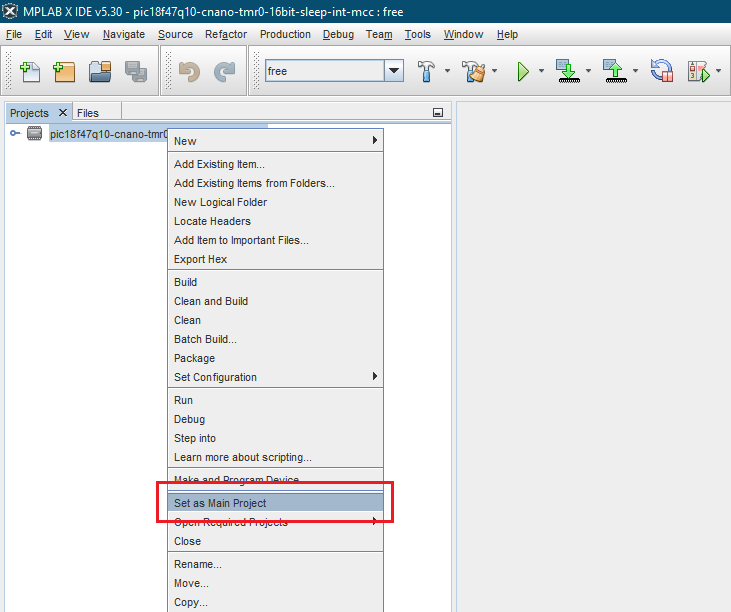 MPLAB X IDE v5.30 - pic18f47q10-cnano-tmr0-16bit-sleep-int-mcc : free
File Edit View Navigate Source Refactor Production Debug Team Tools Window Help
free
Projects Files
pic18f47q10-cnano-tmr0
New
Add Existing Item...
Add Existing Items from Folders...
New Logical Folder
Locate Headers
Add Item to Important Files...
Export Hex
Build
Clean and Build
Clean
Batch Build...
Package
Set Configuration
Run
Debug
Step into
Learn more about scripting...
Make and Program Device
Set as Main Project
Open Required Projects
Close
Rename...
Move...
Copy...